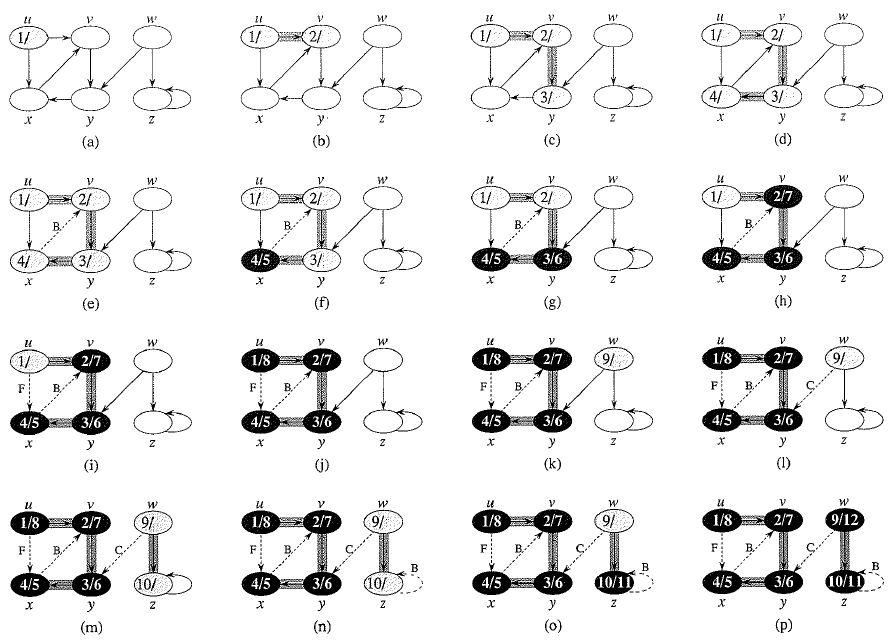 u v w u v w u v w u v w
1/ 1/ 2/ 1/ 2/ 1/ 2/
3/ 4/ 3/
x y z x y z x y z x y z
(a) (b) (c) (d)
u v w u v w u v w u v w
1/ 2/ 1/ 2/ 1/ 2/ 1/ 2/7
B B B B
4/ 3/ 4/5 3/ 4/5 3/6 4/5 3/6
x y z x y z x y z x y z
(e) (f) (g) (h)
u v w u v w u v w u v w
1/ 2/7 1/8 2/7 1/8 2/7 9/ 1/8 2/7 9/
F B F B F B F B C
4/5 3/6 4/5 3/6 4/5 3/6 4/5 3/6
x y z x y z x y z x y z
(i) (j) (k) (l)
u v w u v w u v w u v w
1/8 2/7 9/ 1/8 2/7 9/ 1/8 2/7 9/ 1/8 2/7 9/12
F B C F B C B F B C B F B C B
4/5 3/6 10/ 4/5 3/6 10/ 4/5 3/6 10/11 4/5 3/6 10/11
x y z x y z x y z x y z
(m) (n) (o) (p)